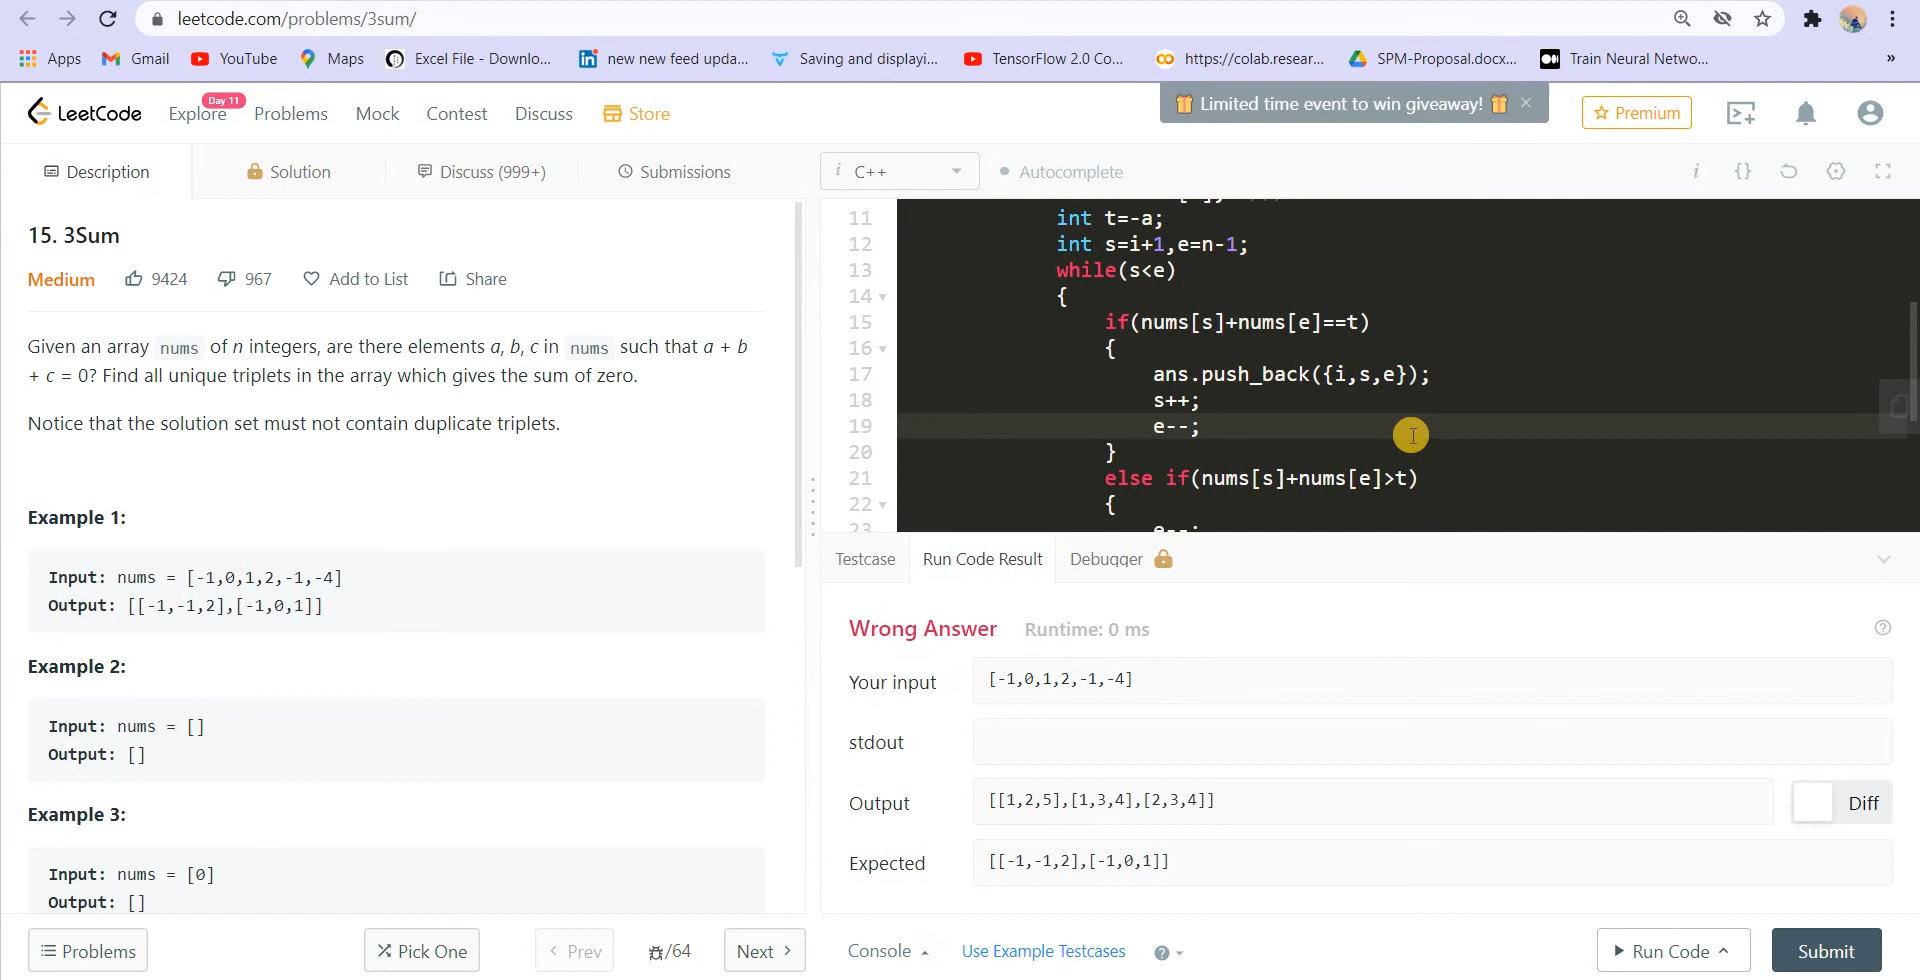 leetcode.com/problems/3sum/
Apps Gmail YouTube Maps Excel File - Downlo... new new feed upda... Saving and displayi... TensorFlow 2.0 Co... https://colab.resear... SPM-Proposal.docx... Train Neural Netwo... »
LeetCode Explore Day 11 Problems Mock Contest Discuss Store Limited time event to win giveaway! × Premium
Description Solution Discuss (999+) Submissions
i C++ Autocomplete i {}
15. 3Sum
Medium 9424 967 Add to List Share
Given an array nums of n integers, are there elements a, b, c in nums such that a + b
+ c = 0? Find all unique triplets in the array which gives the sum of zero.
Notice that the solution set must not contain duplicate triplets.
Example 1:
Input: nums = [-1,0,1,2,-1,-4]
Output: [[-1,-1,2],[-1,0,1]]
Example 2:
Input: nums = []
Output: []
Example 3:
Input: nums = [0]
Output: []
11 int t=-a;
12 int s=i+1,e=n-1;
13 while(s<e)
14 {
15 if(nums[s]+nums[e]==t)
16 {
17 ans.push_back({i,s,e});
18 s++;
19 e--;
20 }
21 else if(nums[s]+nums[e]>t)
22 {
23 e--;
Testcase Run Code Result Debugger
Wrong Answer Runtime: 0 ms
Your input [-1,0,1,2,-1,-4]
stdout
Output [[1,2,5],[1,3,4],[2,3,4]] Diff
Expected [[-1,-1,2],[-1,0,1]]
Problems Pick One < Prev /64 Next > Console Use Example Testcases Run Code Submit